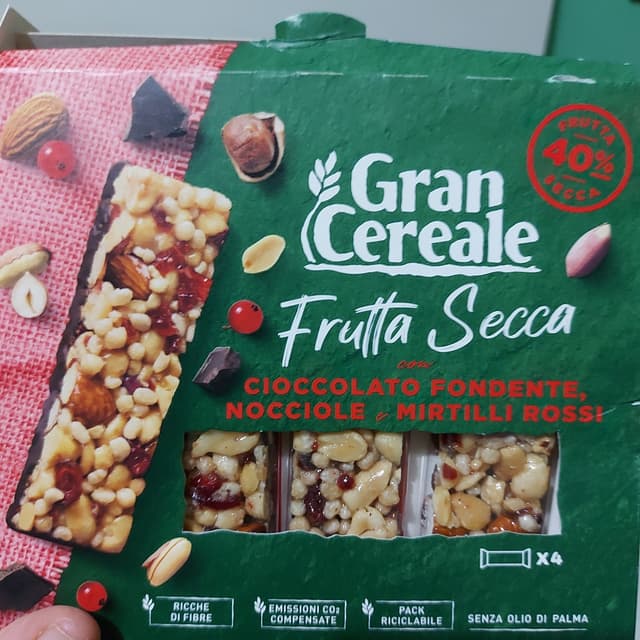 FRUTTA
40%
SECCA
Gran
Cereale
Frutta Secca
con
CIOCCOLATO FONDENTE,
NOCCIOLE e MIRTILLI ROSSI
X4
RICCHE
DI FIBRE
EMISSIONI CO2
COMPENSATE
PACK
RICICLABILE
SENZA OLIO DI PALMA